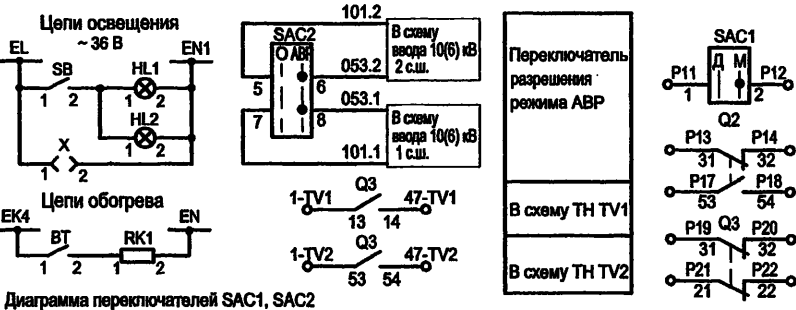 Цепи освещения
~ 36 В
EL
EN1
SB
HL1
1 2
1 2
HL2
1 2
X
1 2
Цепи обогрева
EK4
EN
BT
RK1
1 2
1 2
101.2
SAC2
О АВР
053.2
5
6
053.1
7
8
101.1
В схему
ввода 10(6) кВ
2 с.ш.
В схему
ввода 10(6) кВ
1 с.ш.
1-TV1
Q3
47-TV1
13 14
1-TV2
Q3
47-TV2
53 54
Переключатель
разрешения
режима АВР
В схему ТН TV1
В схему ТН TV2
SAC1
Д М
P11
P12
1
2
Q2
P13
P14
31
32
P17
P18
53
54
P19
Q3
P20
31
32
P21
P22
21
22
Диаграмма переключателей SAC1, SAC2